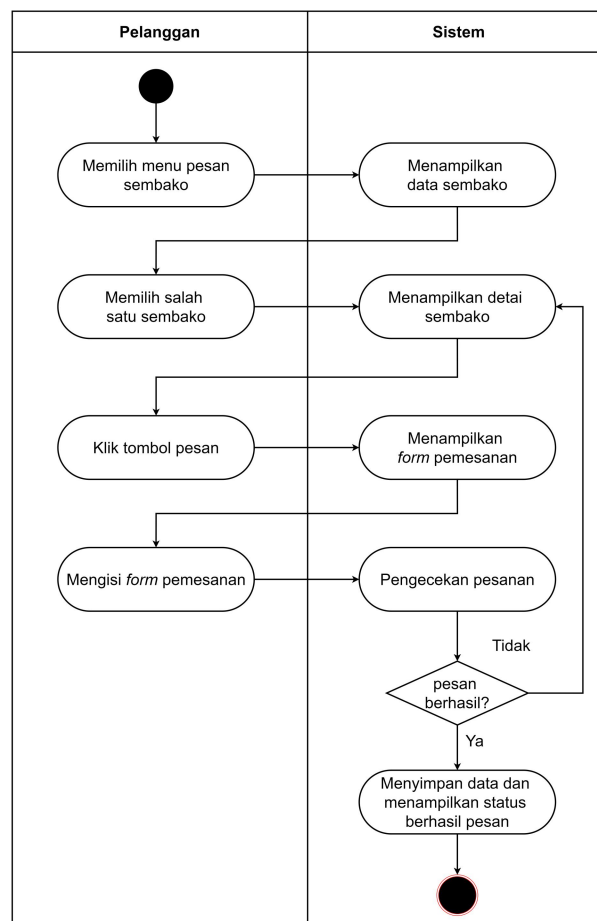 Pelanggan
Sistem
Memilih menu pesan
sembako
Menampilkan
data sembako
Memilih salah
satu sembako
Menampilkan detai
sembako
Klik tombol pesan
Menampilkan
form pemesanan
Mengisi form pemesanan
Pengecekan pesanan
Tidak
pesan
berhasil?
Ya
Menyimpan data dan
menampilkan status
berhasil pesan